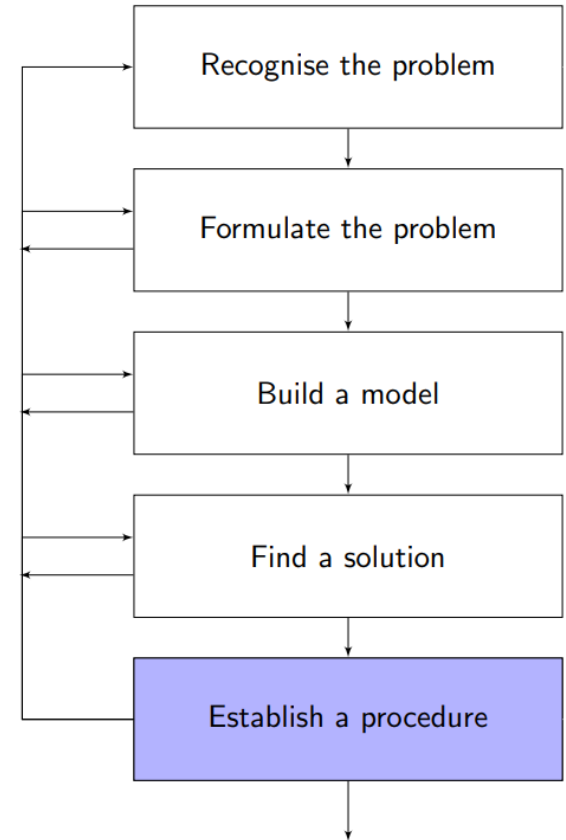 Recognise the problem
Formulate the problem
Build a model
Find a solution
Establish a procedure